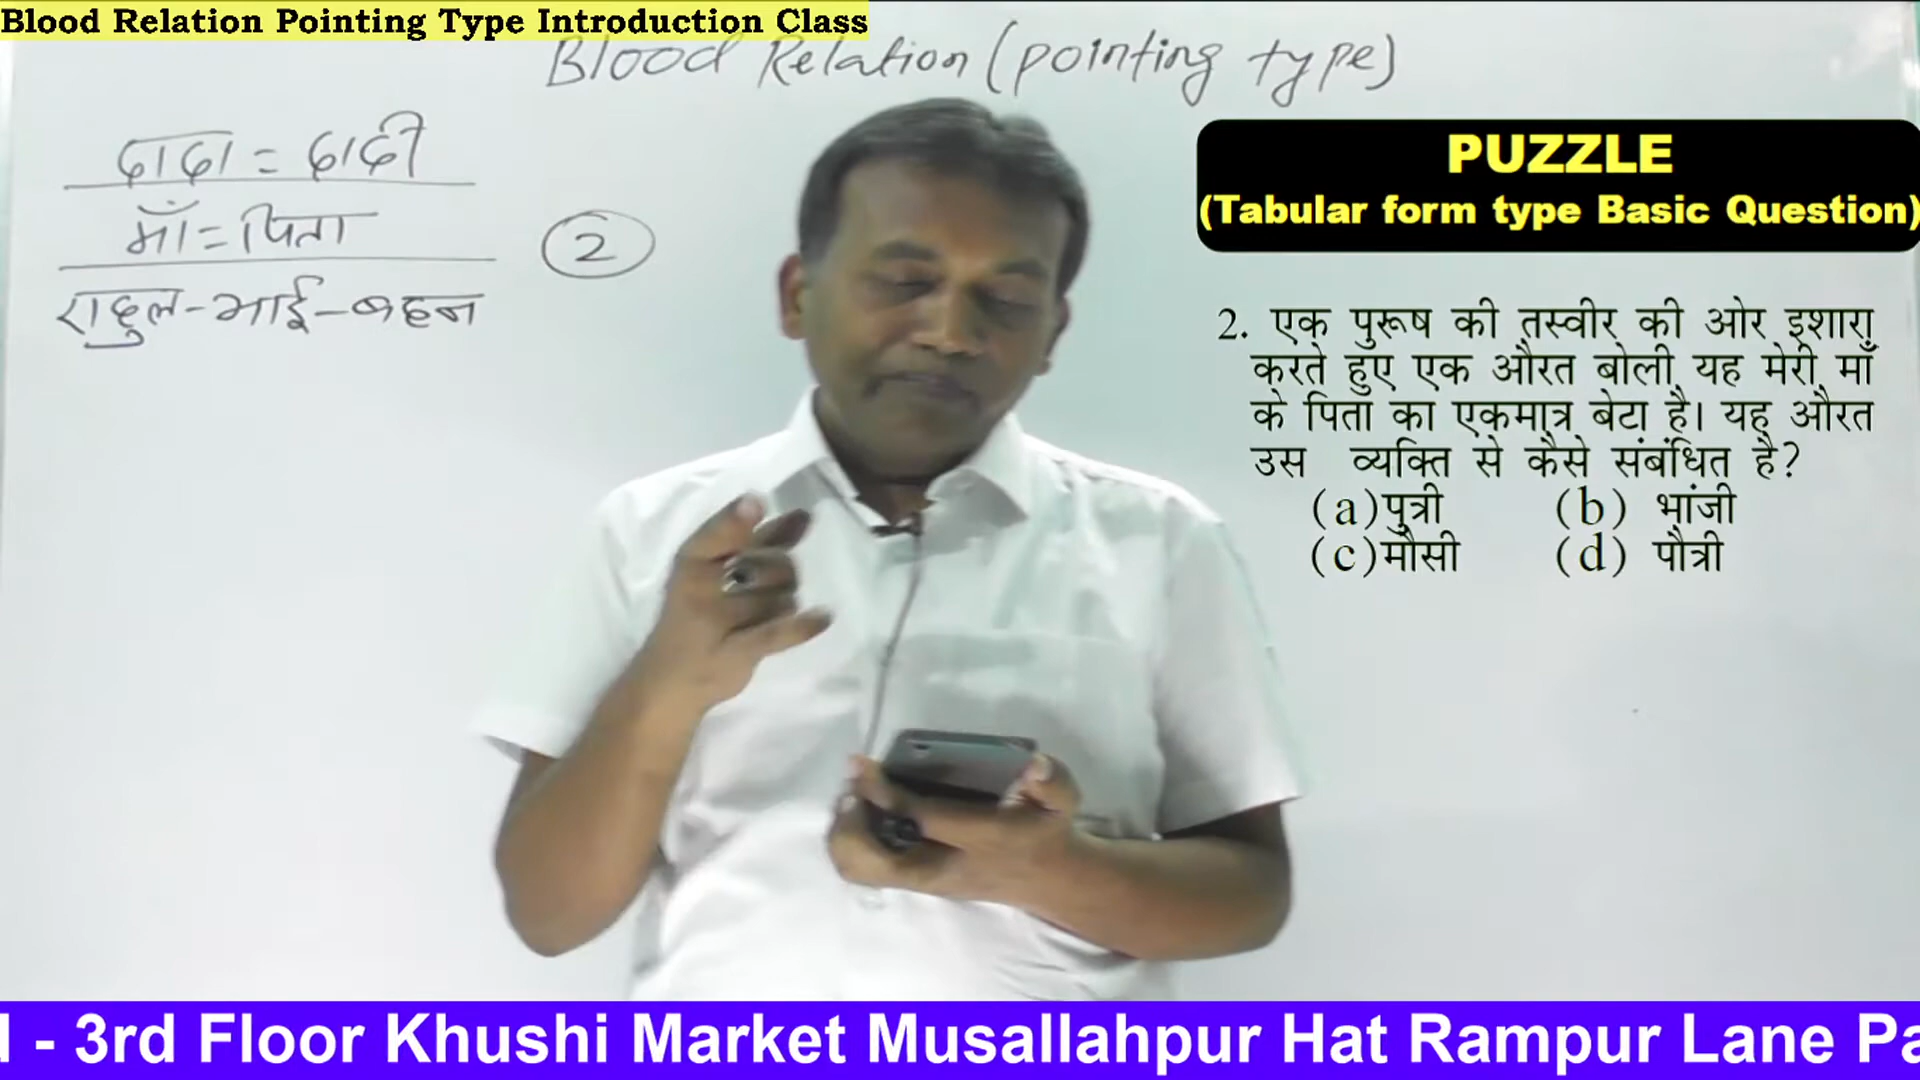 Blood Relation Pointing Type Introduction Class
Blood Relation (pointing type)
दादा = दादी
माँ = पिता
राहुल - भाई - बहन
2
PUZZLE
(Tabular form type Basic Question)
2. एक पुरूष की तस्वीर की ओर इशारा
करते हुए एक औरत बोली, यह मेरी माँ
के पिता का एकमात्र बेटा है। यह औरत
उस व्यक्ति से कैसे संबंधित है?
(a)पुत्री (b) भांजी
(c)मौसी (d) पौत्री
- 3rd Floor Khushi Market Musallahpur Hat Rampur Lane Pa